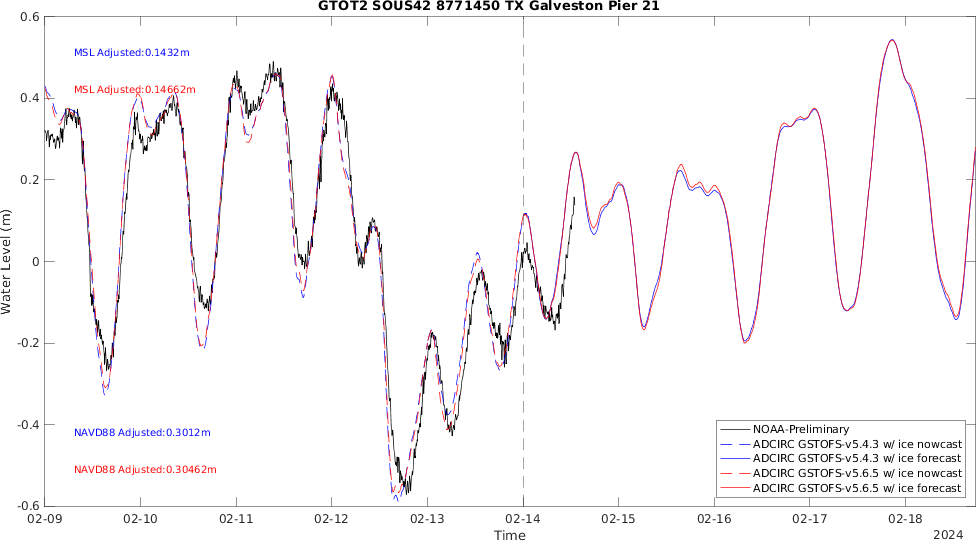 GTOT2 SOUS42 8771450 TX Galveston Pier 21
0.6
0.4
0.2
0
-0.2
-0.4
-0.6
Water Level (m)
MSL Adjusted:0.1432m
MSL Adjusted:0.14662m
NAVD88 Adjusted:0.3012m
NAVD88 Adjusted:0.30462m
NOAA-Preliminary
ADCIRC GSTOFS-v5.4.3 w/ ice nowcast
ADCIRC GSTOFS-v5.4.3 w/ ice forecast
ADCIRC GSTOFS-v5.6.5 w/ ice nowcast
ADCIRC GSTOFS-v5.6.5 w/ ice forecast
02-09 02-10 02-11 02-12 02-13 02-14 02-15 02-16 02-17 02-18
Time
2024